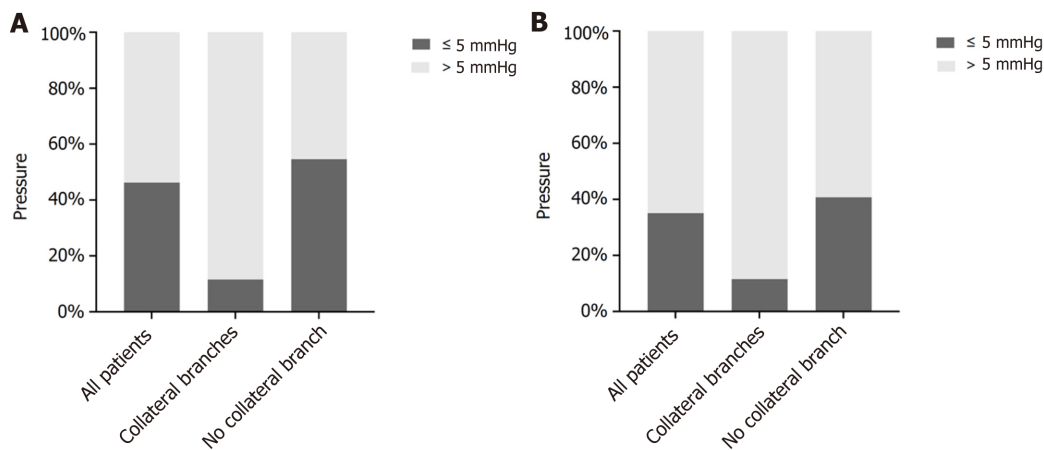 A
100%
80%
60%
40%
20%
0%
Pressure
All patients
Collateral branches
No collateral branch
≤ 5 mmHg
> 5 mmHg
B
100%
80%
60%
40%
20%
0%
Pressure
All patients
Collateral branches
No collateral branch
≤ 5 mmHg
> 5 mmHg